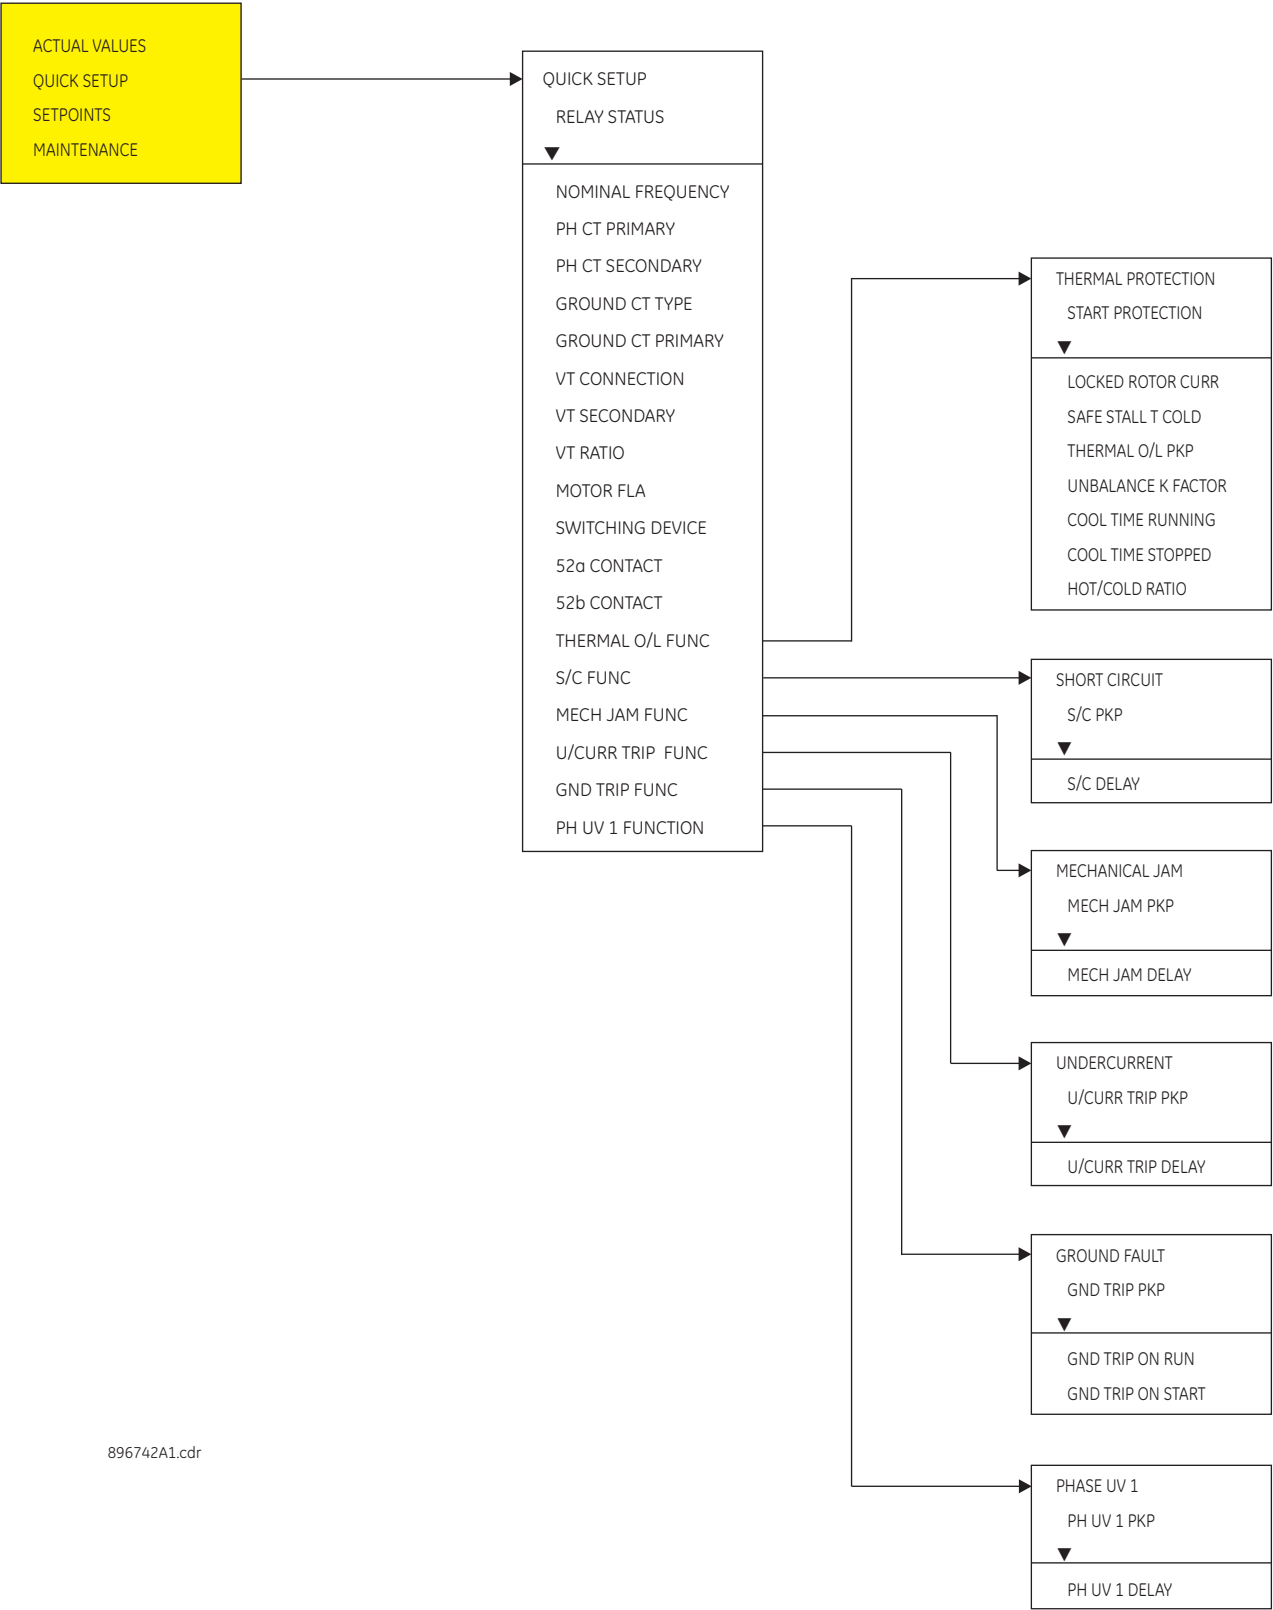 ACTUAL VALUES
QUICK SETUP
SETPOINTS
MAINTENANCE
QUICK SETUP
RELAY STATUS
NOMINAL FREQUENCY
PH CT PRIMARY
PH CT SECONDARY
GROUND CT TYPE
GROUND CT PRIMARY
VT CONNECTION
VT SECONDARY
VT RATIO
MOTOR FLA
SWITCHING DEVICE
52a CONTACT
52b CONTACT
THERMAL O/L FUNC
S/C FUNC
MECH JAM FUNC
U/CURR TRIP FUNC
GND TRIP FUNC
PH UV 1 FUNCTION
THERMAL PROTECTION
START PROTECTION
LOCKED ROTOR CURR
SAFE STALL T COLD
THERMAL O/L PKP
UNBALANCE K FACTOR
COOL TIME RUNNING
COOL TIME STOPPED
HOT/COLD RATIO
SHORT CIRCUIT
S/C PKP
S/C DELAY
MECHANICAL JAM
MECH JAM PKP
MECH JAM DELAY
UNDERCURRENT
U/CURR TRIP PKP
U/CURR TRIP DELAY
GROUND FAULT
GND TRIP PKP
GND TRIP ON RUN
GND TRIP ON START
PHASE UV 1
PH UV 1 PKP
PH UV 1 DELAY
896742A1.cdr